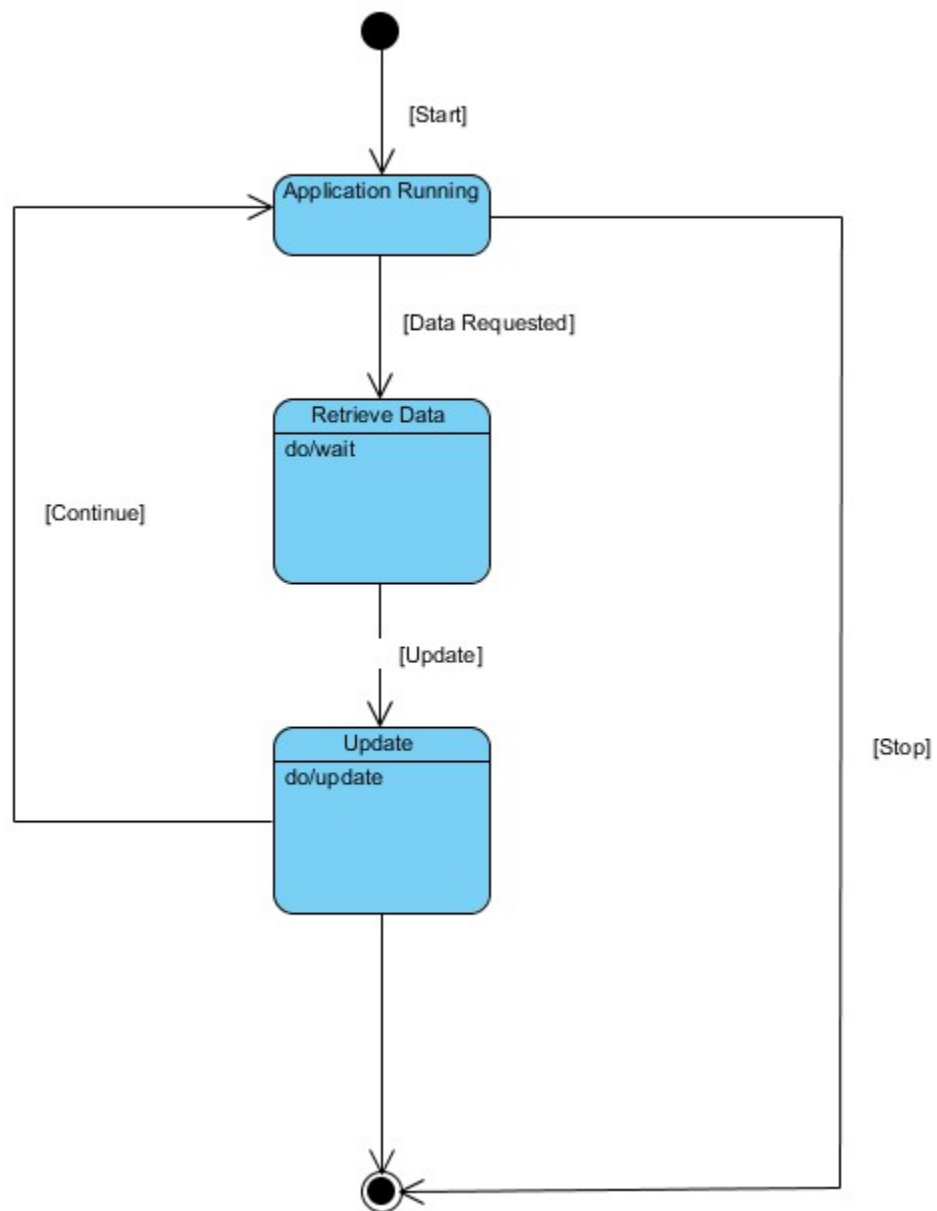 [Start]
Application Running
[Data Requested]
Retrieve Data
do/wait
[Continue]
[Update]
Update
do/update
[Stop]